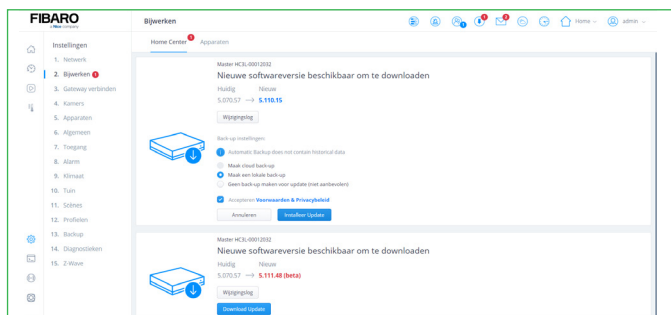 FIBARO
a Nice company
Bijwerken
Home
admin
Instellingen
1. Netwerk
2. Bijwerken 1
3. Gateway verbinden
4. Kamers
5. Apparaten
6. Algemeen
7. Toegang
8. Alarm
9. Klimaat
10. Tuin
11. Scènes
12. Profielen
13. Backup
14. Diagnostieken
15. Z-Wave
Home Center Apparaten
Master HC3L-00012032
Nieuwe softwareversie beschikbaar om te downloaden
Huidig Nieuw
5.070.57 → 5.110.15
Wijzigingslog
Back-up instellingen:
Automatic Backup does not contain historical data
Maak cloud back-up
Maak een lokale back-up
Geen back-up maken voor update (niet aanbevolen)
Accepteren Voorwaarden & Privacybeleid
Annuleren Installeer Update
Master HC3L-00012032
Nieuwe softwareversie beschikbaar om te downloaden
Huidig Nieuw
5.070.57 → 5.111.48 (beta)
Wijzigingslog
Download Update